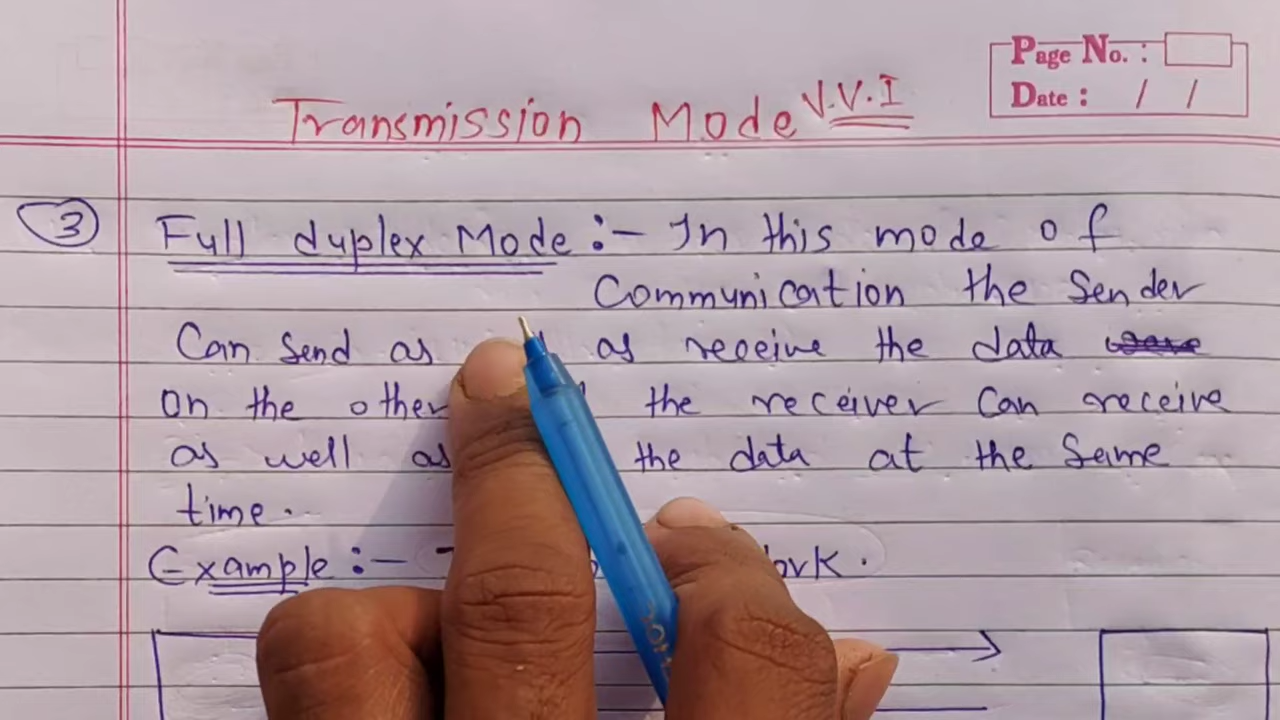 Page No. :
Date : / /
Transmission Mode V.V.I
3 Full duplex Mode :- In this mode of
Communication the Sender
Can Send as as receive the data
on the other the receiver Can receive
as well as the data at the Same
time.
Example :-